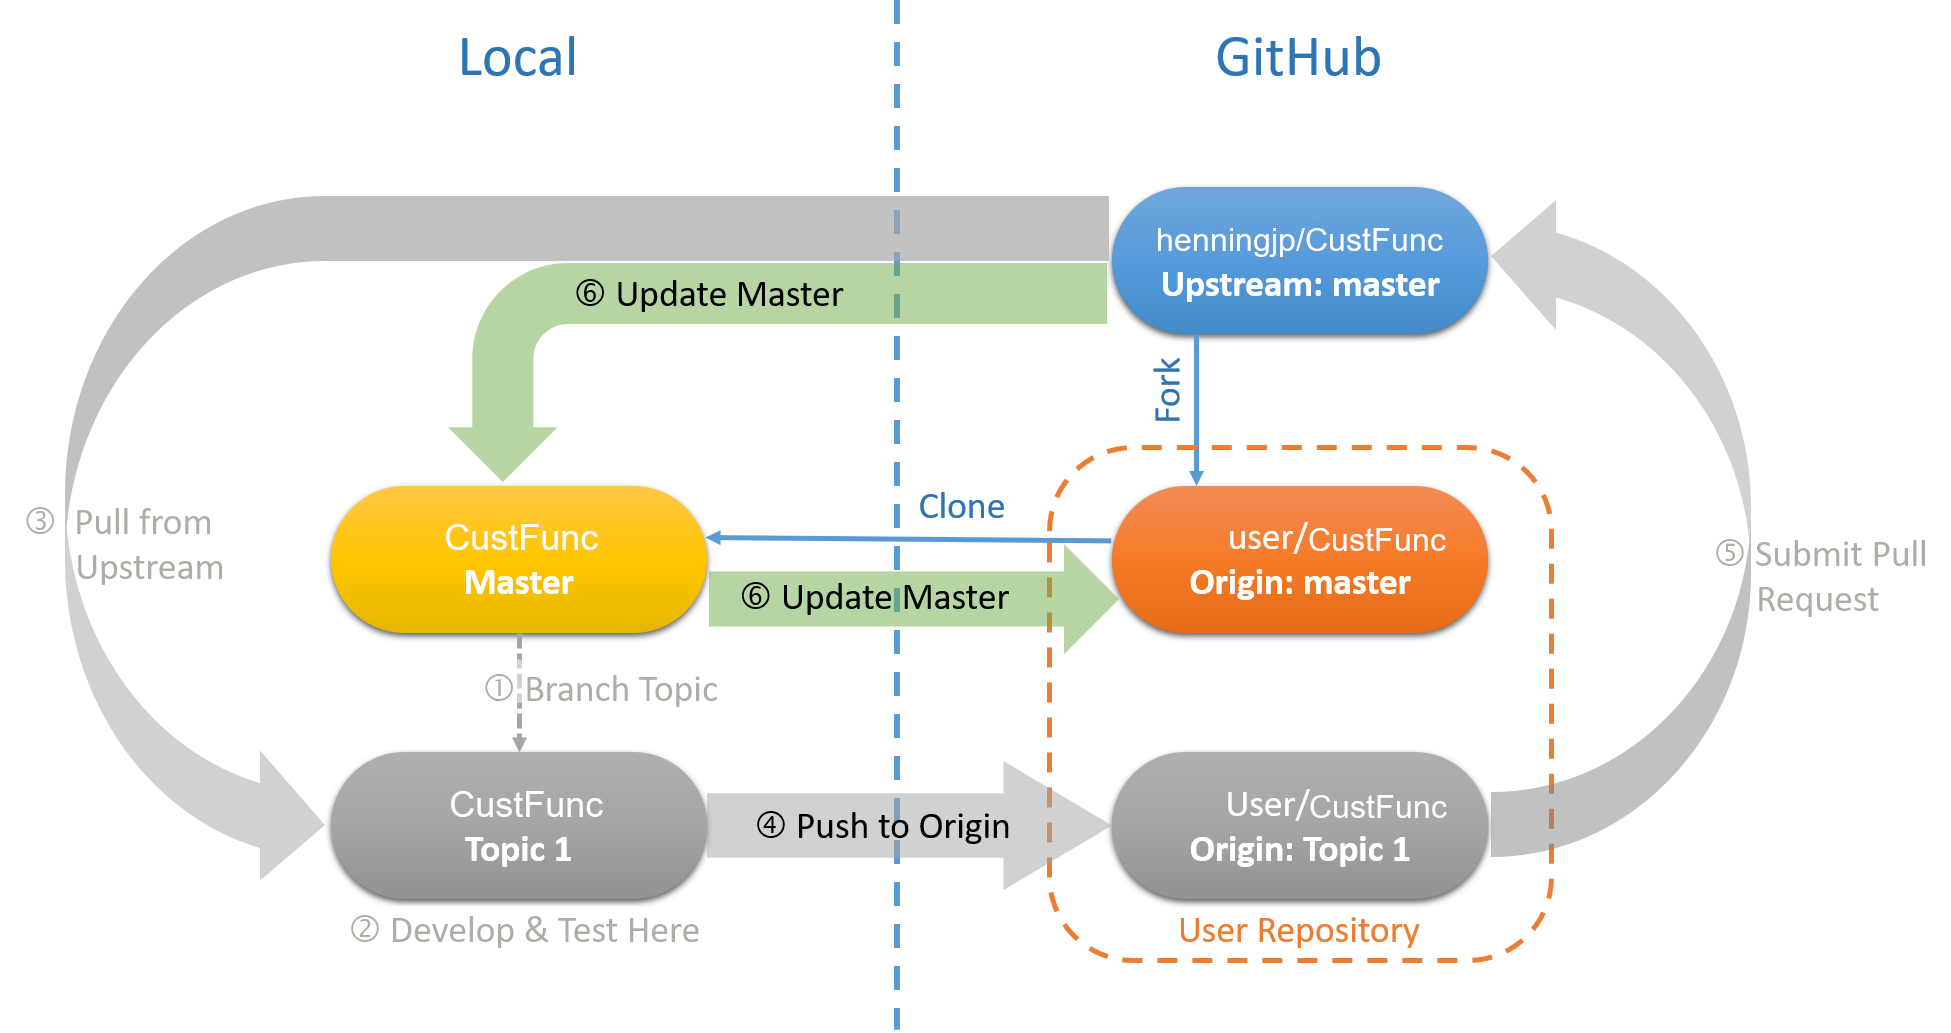 Local
GitHub
henningjp/CustFunc
Upstream: master
⑥ Update Master
Fork
③ Pull from
Upstream
CustFunc
Master
Clone
⑥ Update Master
user/CustFunc
Origin: master
⑤ Submit Pull
Request
① Branch Topic
CustFunc
Topic 1
④ Push to Origin
User/CustFunc
Origin: Topic 1
② Develop & Test Here
User Repository